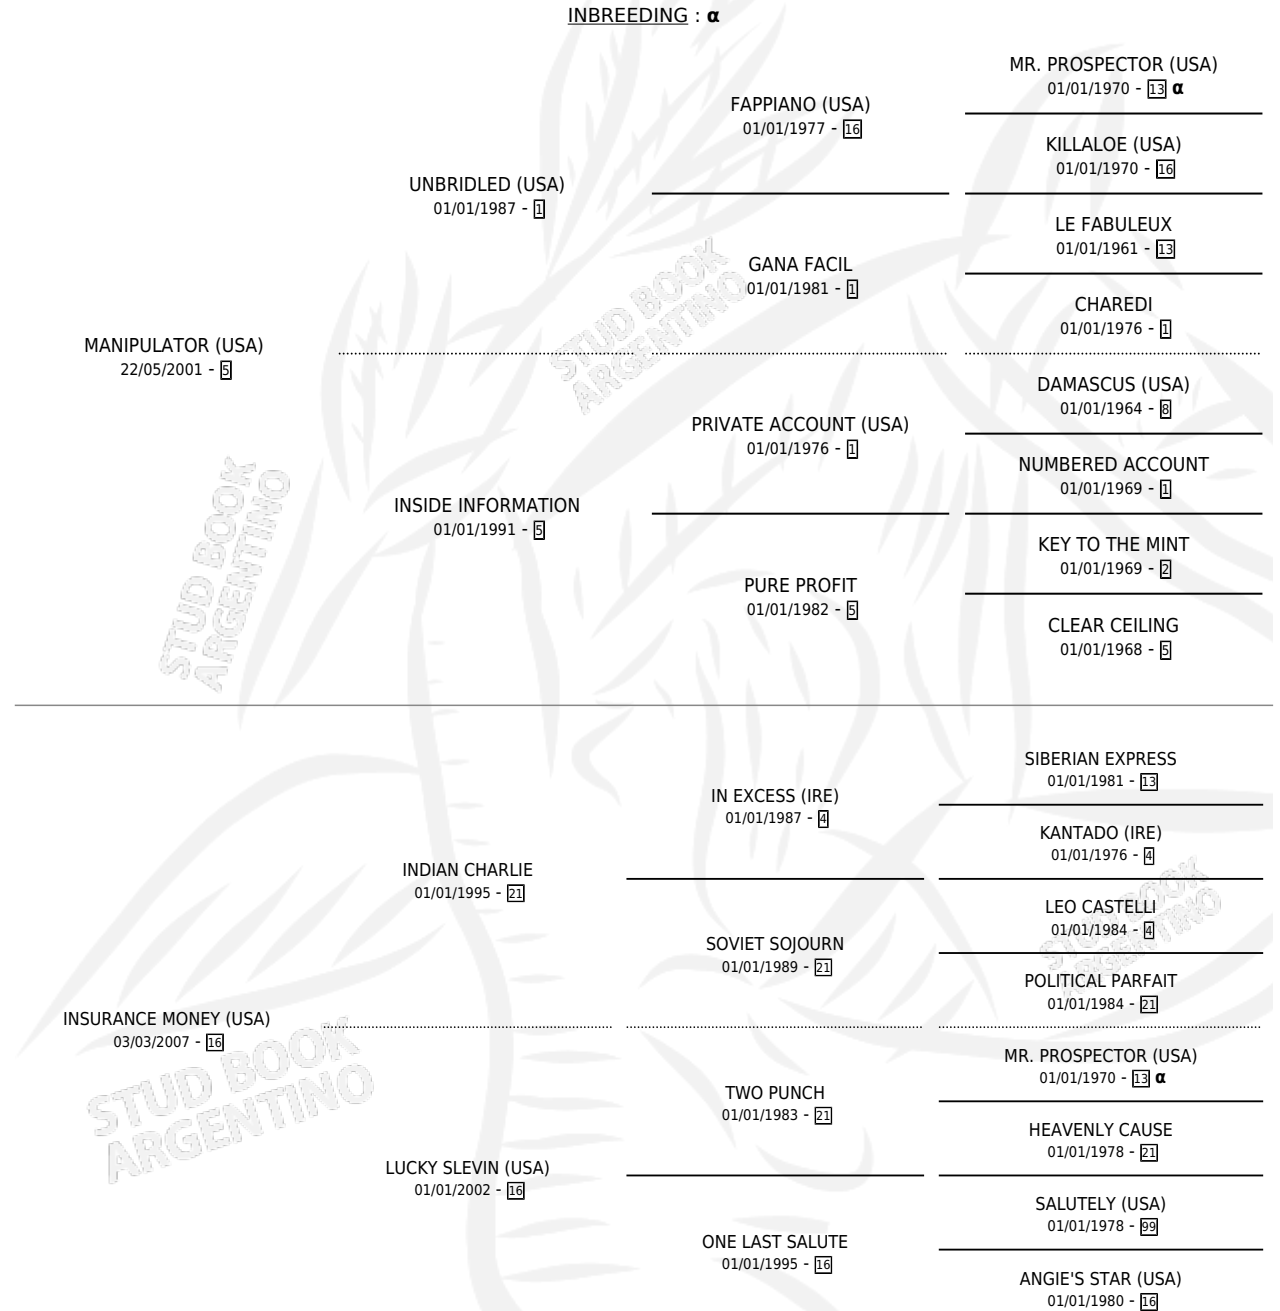 INBREEDING : α
MR. PROSPECTOR (USA)
01/01/1970 - 13 α
FAPPIANO (USA)
01/01/1977 - 16
KILLALOE (USA)
01/01/1970 - 16
UNBRIDLED (USA)
01/01/1987 - 1
LE FABULEUX
01/01/1961 - 13
GANA FACIL
01/01/1981 - 1
CHAREDI
01/01/1976 - 1
MANIPULATOR (USA)
22/05/2001 - 5
DAMASCUS (USA)
01/01/1964 - 8
PRIVATE ACCOUNT (USA)
01/01/1976 - 1
NUMBERED ACCOUNT
01/01/1969 - 1
INSIDE INFORMATION
01/01/1991 - 5
KEY TO THE MINT
01/01/1969 - 2
PURE PROFIT
01/01/1982 - 5
CLEAR CEILING
01/01/1968 - 5
SIBERIAN EXPRESS
01/01/1981 - 13
IN EXCESS (IRE)
01/01/1987 - 4
KANTADO (IRE)
01/01/1976 - 4
INDIAN CHARLIE
01/01/1995 - 21
LEO CASTELLI
01/01/1984 - 4
SOVIET SOJOURN
01/01/1989 - 21
POLITICAL PARFAIT
01/01/1984 - 21
INSURANCE MONEY (USA)
03/03/2007 - 16
MR. PROSPECTOR (USA)
01/01/1970 - 13 α
TWO PUNCH
01/01/1983 - 21
HEAVENLY CAUSE
01/01/1978 - 21
LUCKY SLEVIN (USA)
01/01/2002 - 16
SALUTELY (USA)
01/01/1978 - 99
ONE LAST SALUTE
01/01/1995 - 16
ANGIE'S STAR (USA)
01/01/1980 - 16
STUD BOOK
ARGENTINO
STUD BOOK
ARGENTINO
STUD BOOK
ARGENTINO
STUD BOOK
ARGENTINO